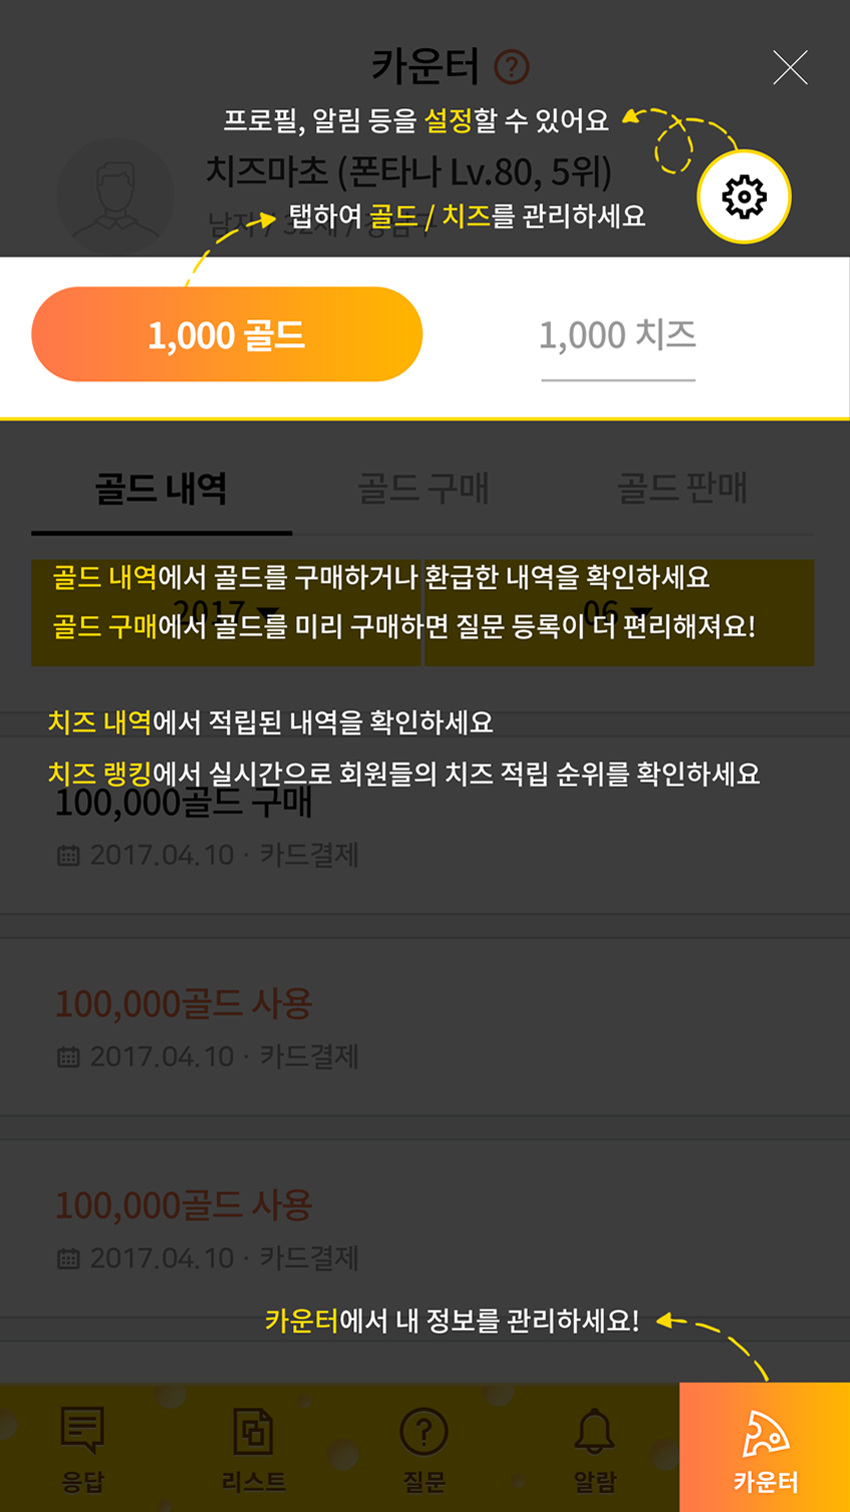 카운터 ?
프로필, 알림 등을 설정할 수 있어요
치즈마초 (폰타나 Lv.80, 5위)
탭하여 골드 / 치즈를 관리하세요
남자 / 32세 /
1,000 골드
1,000 치즈
골드 내역
골드 구매
골드 판매
골드 내역에서 골드를 구매하거나 환급한 내역을 확인하세요
2017
06
골드 구매에서 골드를 미리 구매하면 질문 등록이 더 편리해져요!
치즈 내역에서 적립된 내역을 확인하세요
치즈 랭킹에서 실시간으로 회원들의 치즈 적립 순위를 확인하세요
100,000골드 구매
2017.04.10 · 카드결제
100,000골드 사용
2017.04.10 · 카드결제
100,000골드 사용
2017.04.10 · 카드결제
카운터에서 내 정보를 관리하세요!
응답
리스트
질문
알람
카운터